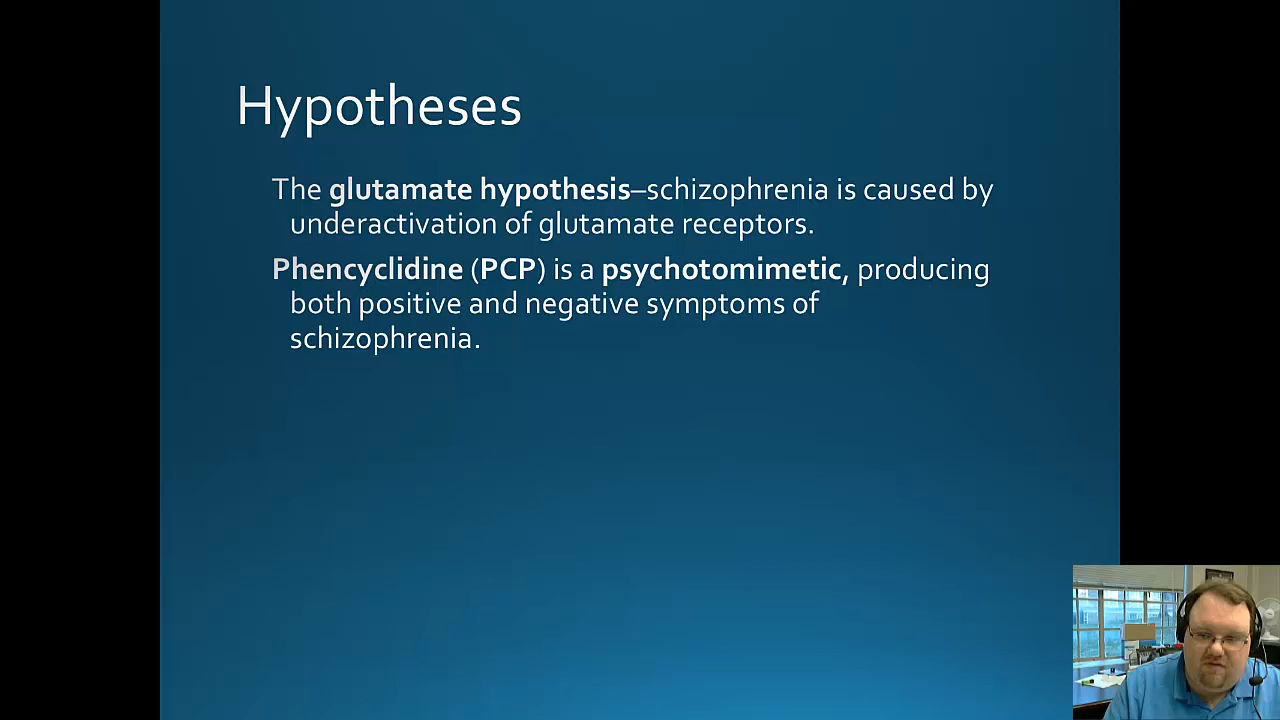 Hypotheses
The glutamate hypothesis–schizophrenia is caused by
underactivation of glutamate receptors.
Phencyclidine (PCP) is a psychotomimetic, producing
both positive and negative symptoms of
schizophrenia.